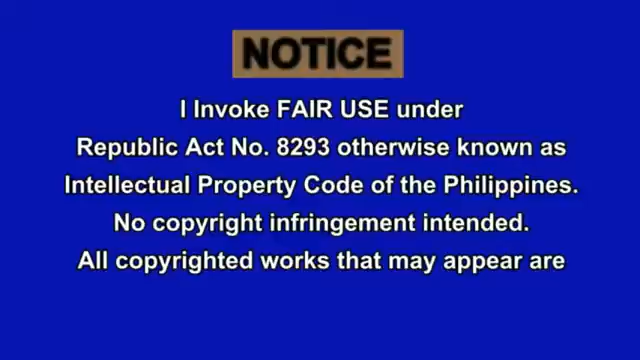 NOTICE
I Invoke FAIR USE under
Republic Act No. 8293 otherwise known as
Intellectual Property Code of the Philippines.
No copyright infringement intended.
All copyrighted works that may appear are